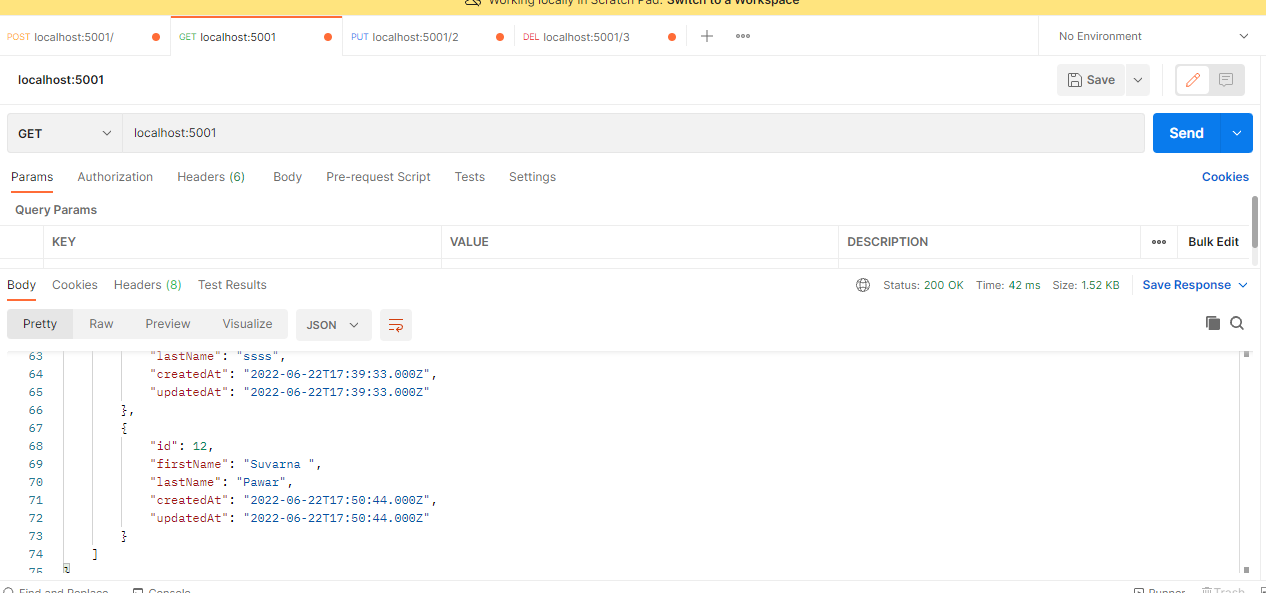 Working locally in Scratch Pad. Switch to a Workspace
POST localhost:5001/ GET localhost:5001 PUT localhost:5001/2 DEL localhost:5001/3 No Environment
localhost:5001 Save
GET localhost:5001 Send
Params Authorization Headers (6) Body Pre-request Script Tests Settings Cookies
Query Params
KEY VALUE DESCRIPTION Bulk Edit
Body Cookies Headers (8) Test Results Status: 200 OK Time: 42 ms Size: 1.52 KB Save Response
Pretty Raw Preview Visualize JSON
63 "lastName": "ssss",
64 "createdAt": "2022-06-22T17:39:33.000Z",
65 "updatedAt": "2022-06-22T17:39:33.000Z"
66 },
67 {
68 "id": 12,
69 "firstName": "Suvarna ",
70 "lastName": "Pawar",
71 "createdAt": "2022-06-22T17:50:44.000Z",
72 "updatedAt": "2022-06-22T17:50:44.000Z"
73 }
74 ]
75 }
Find and Replace Console Runner Trash